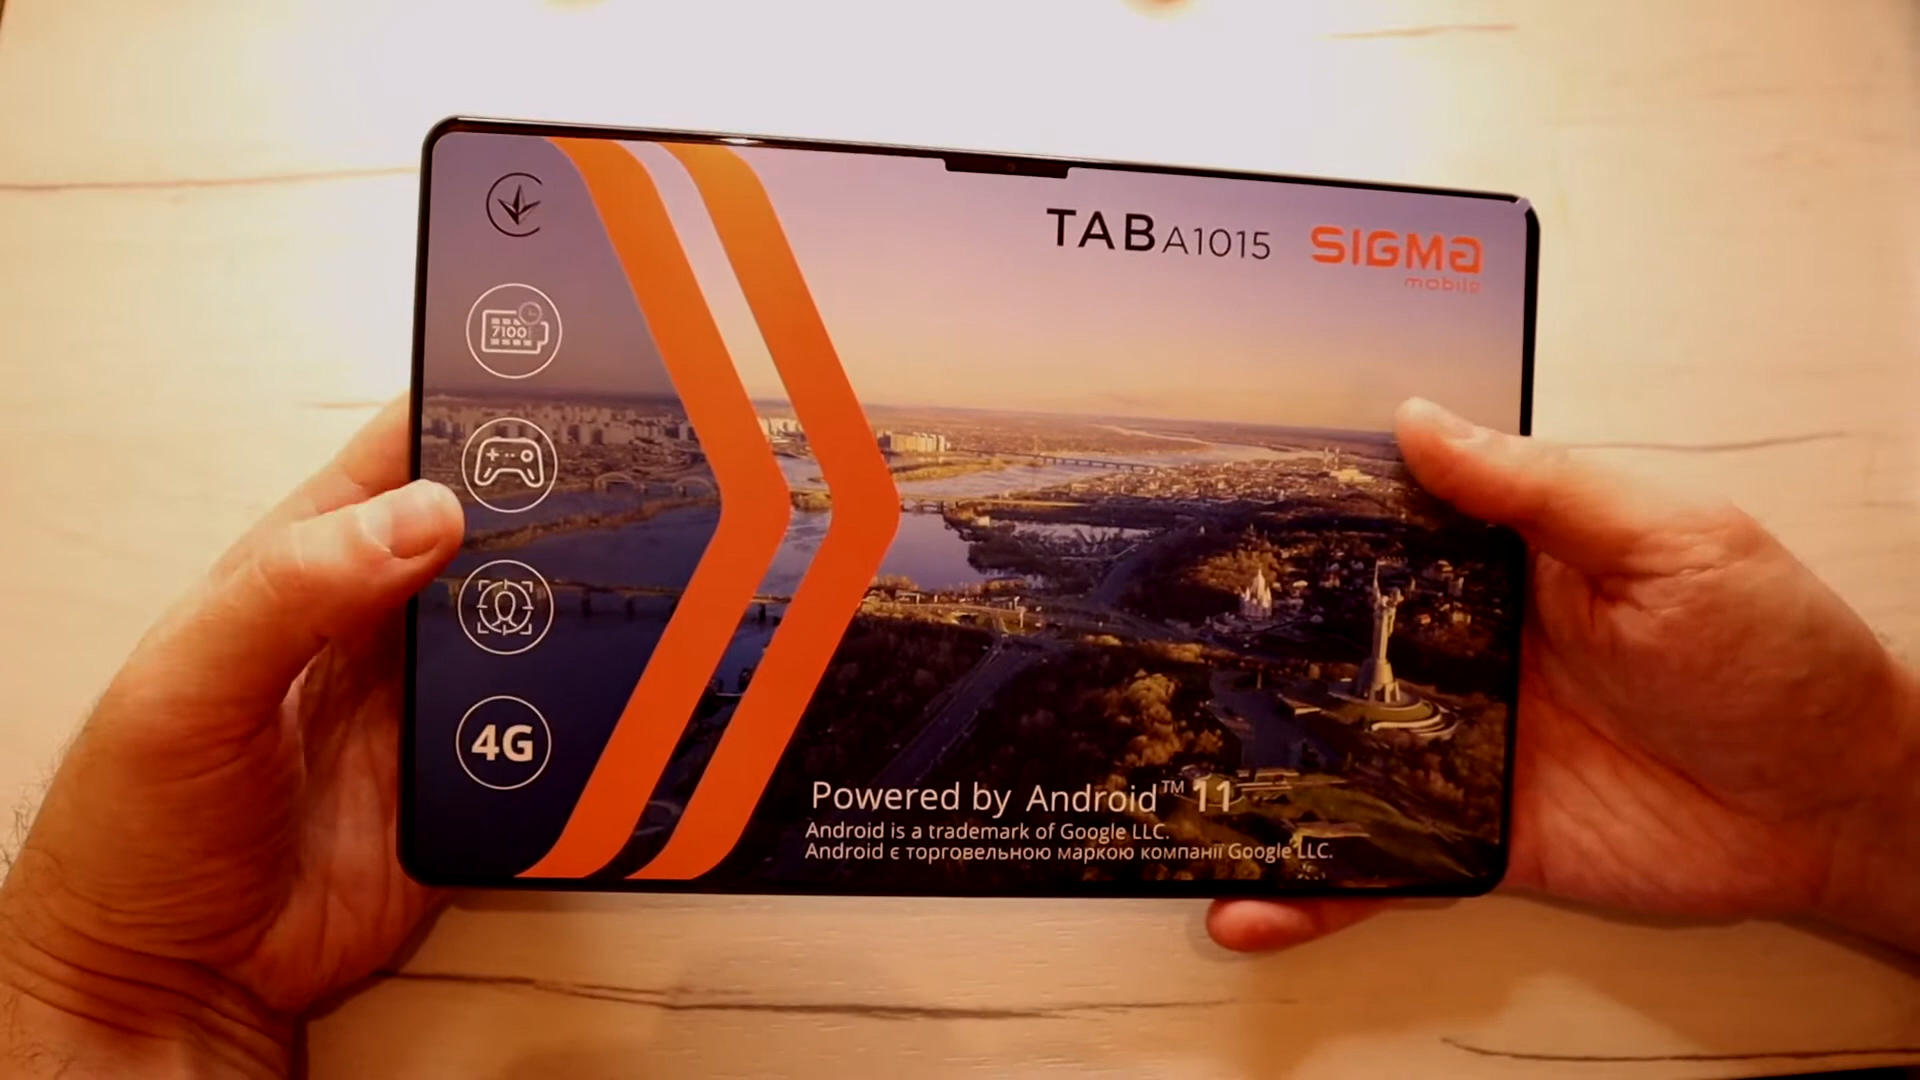 TAB A1015
SIGMA
mobile
7100
4G
Powered by Android™ 11
Android is a trademark of Google LLC.
Android є торговельною маркою компанії Google LLC.